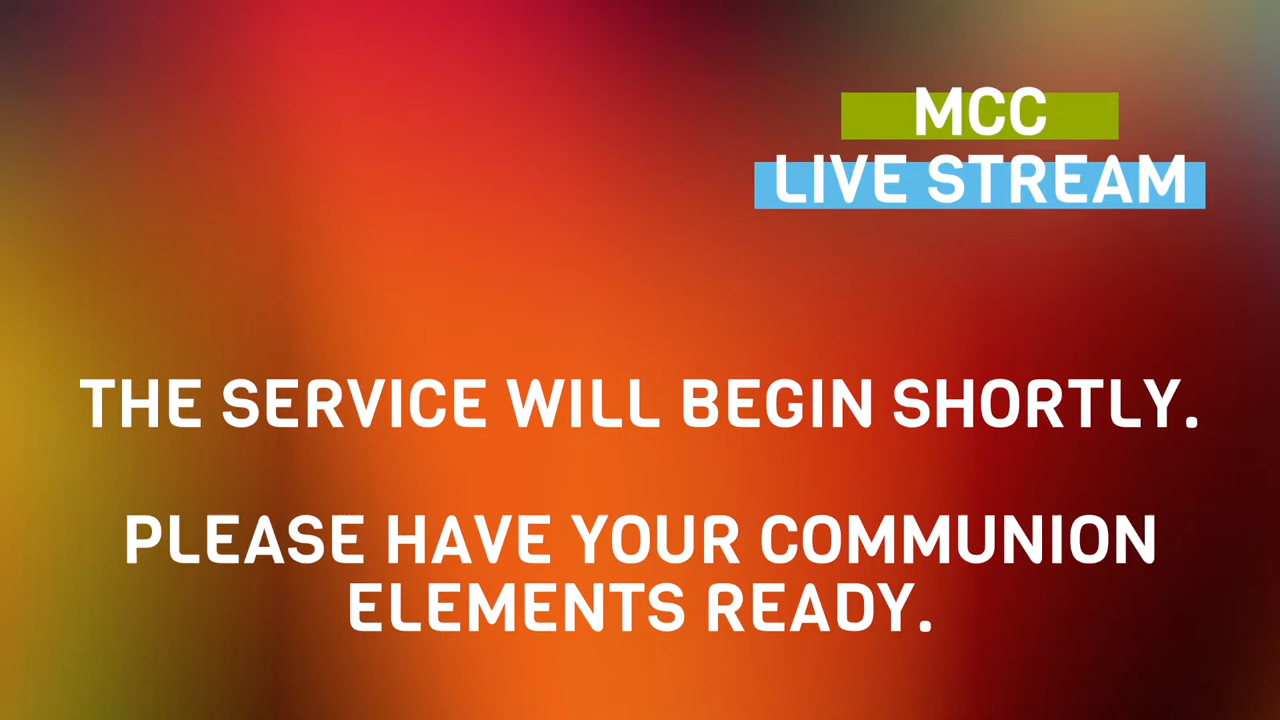 MCC
LIVE STREAM
THE SERVICE WILL BEGIN SHORTLY.
PLEASE HAVE YOUR COMMUNION
ELEMENTS READY.